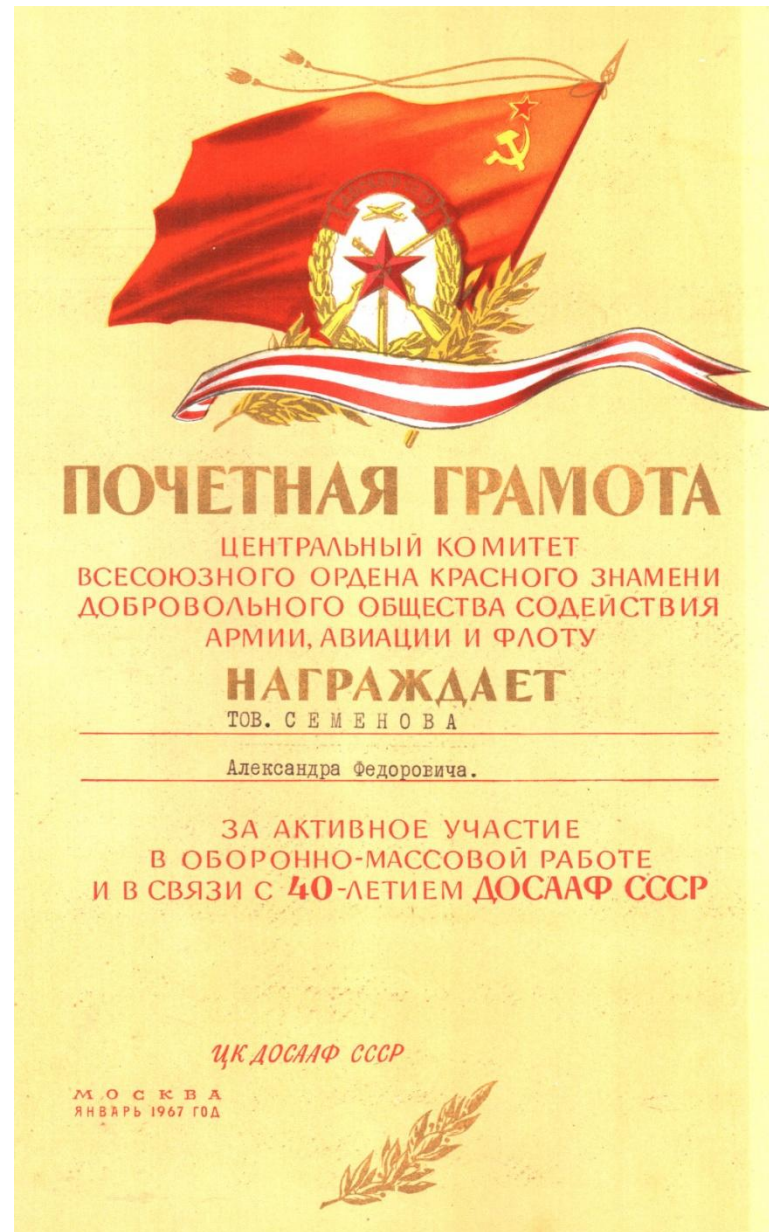 ПОЧЕТНАЯ ГРАМОТА
ЦЕНТРАЛЬНЫЙ КОМИТЕТ
ВСЕСОЮЗНОГО ОРДЕНА КРАСНОГО ЗНАМЕНИ
ДОБРОВОЛЬНОГО ОБЩЕСТВА СОДЕЙСТВИЯ
АРМИИ, АВИАЦИИ И ФЛОТУ
НАГРАЖДАЕТ
ТОВ. С Е М Е Н О В А
Александра Федоровича.
ЗА АКТИВНОЕ УЧАСТИЕ
В ОБОРОННО-МАССОВОЙ РАБОТЕ
И В СВЯЗИ С 40-ЛЕТИЕМ ДОСААФ СССР
ЦК ДОСААФ СССР
МОСКВА
ЯНВАРЬ 1967 ГОД